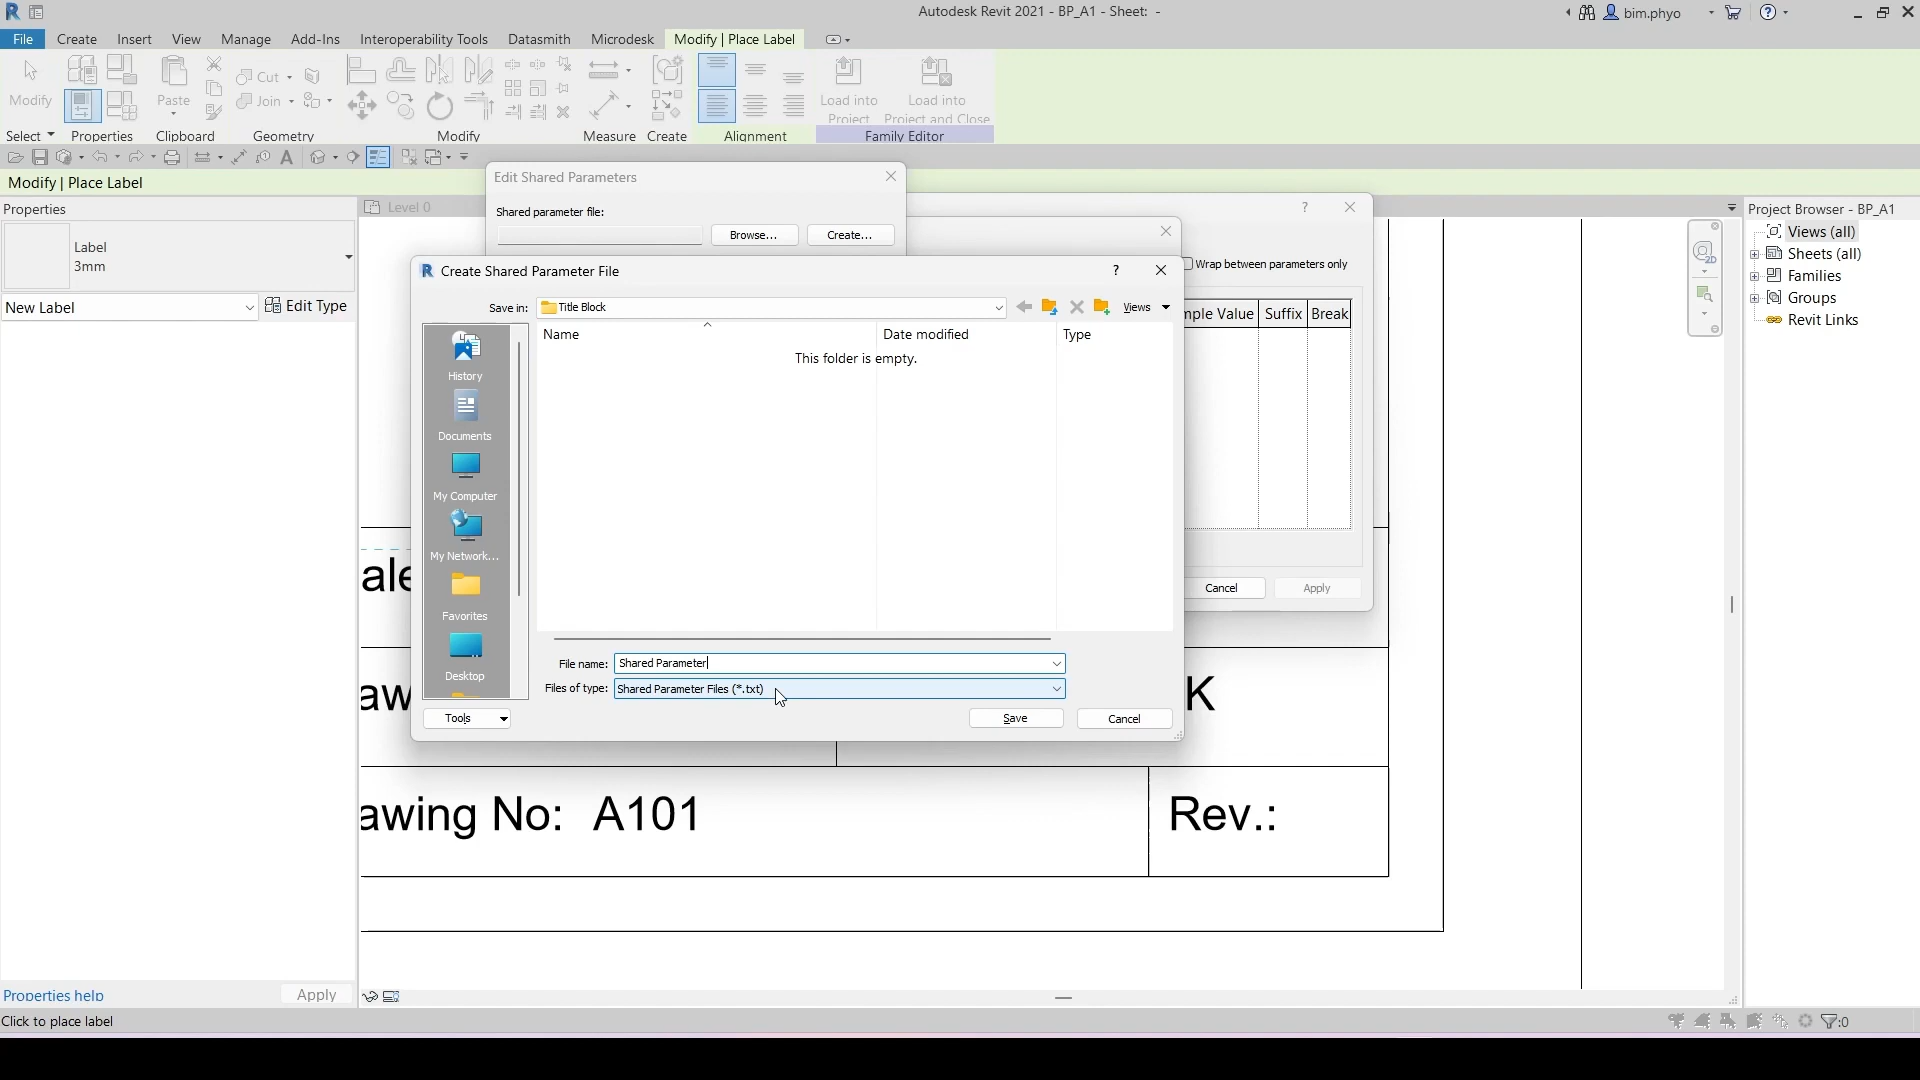 Autodesk Revit 2021 - BP_A1 - Sheet: -
bim.phyo
File Create Insert View Manage Add-Ins Interoperability Tools Datasmith Microdesk Modify | Place Label
Cut
Join
Modify
Paste
Load into
Project
Load into
Project and Close
Select Properties Clipboard Geometry Modify Measure Create Alignment Family Editor
Modify | Place Label
Properties
Label
3mm
New Label
Edit Type
Properties help
Apply
Level 0
Edit Shared Parameters
Shared parameter file:
Browse...
Create...
Wrap between parameters only
mple Value Suffix Break
Cancel
Apply
Create Shared Parameter File
Save in:
Title Block
Views
Name Date modified Type
This folder is empty.
History
Documents
My Computer
My Network...
Favorites
Desktop
File name:
Shared Parameter
Files of type:
Shared Parameter Files (*.txt)
Tools
Save
Cancel
ale
aw
K
awing No: A101
Rev.:
Project Browser - BP_A1
Views (all)
Sheets (all)
Families
Groups
Revit Links
2D
Click to place label
:0